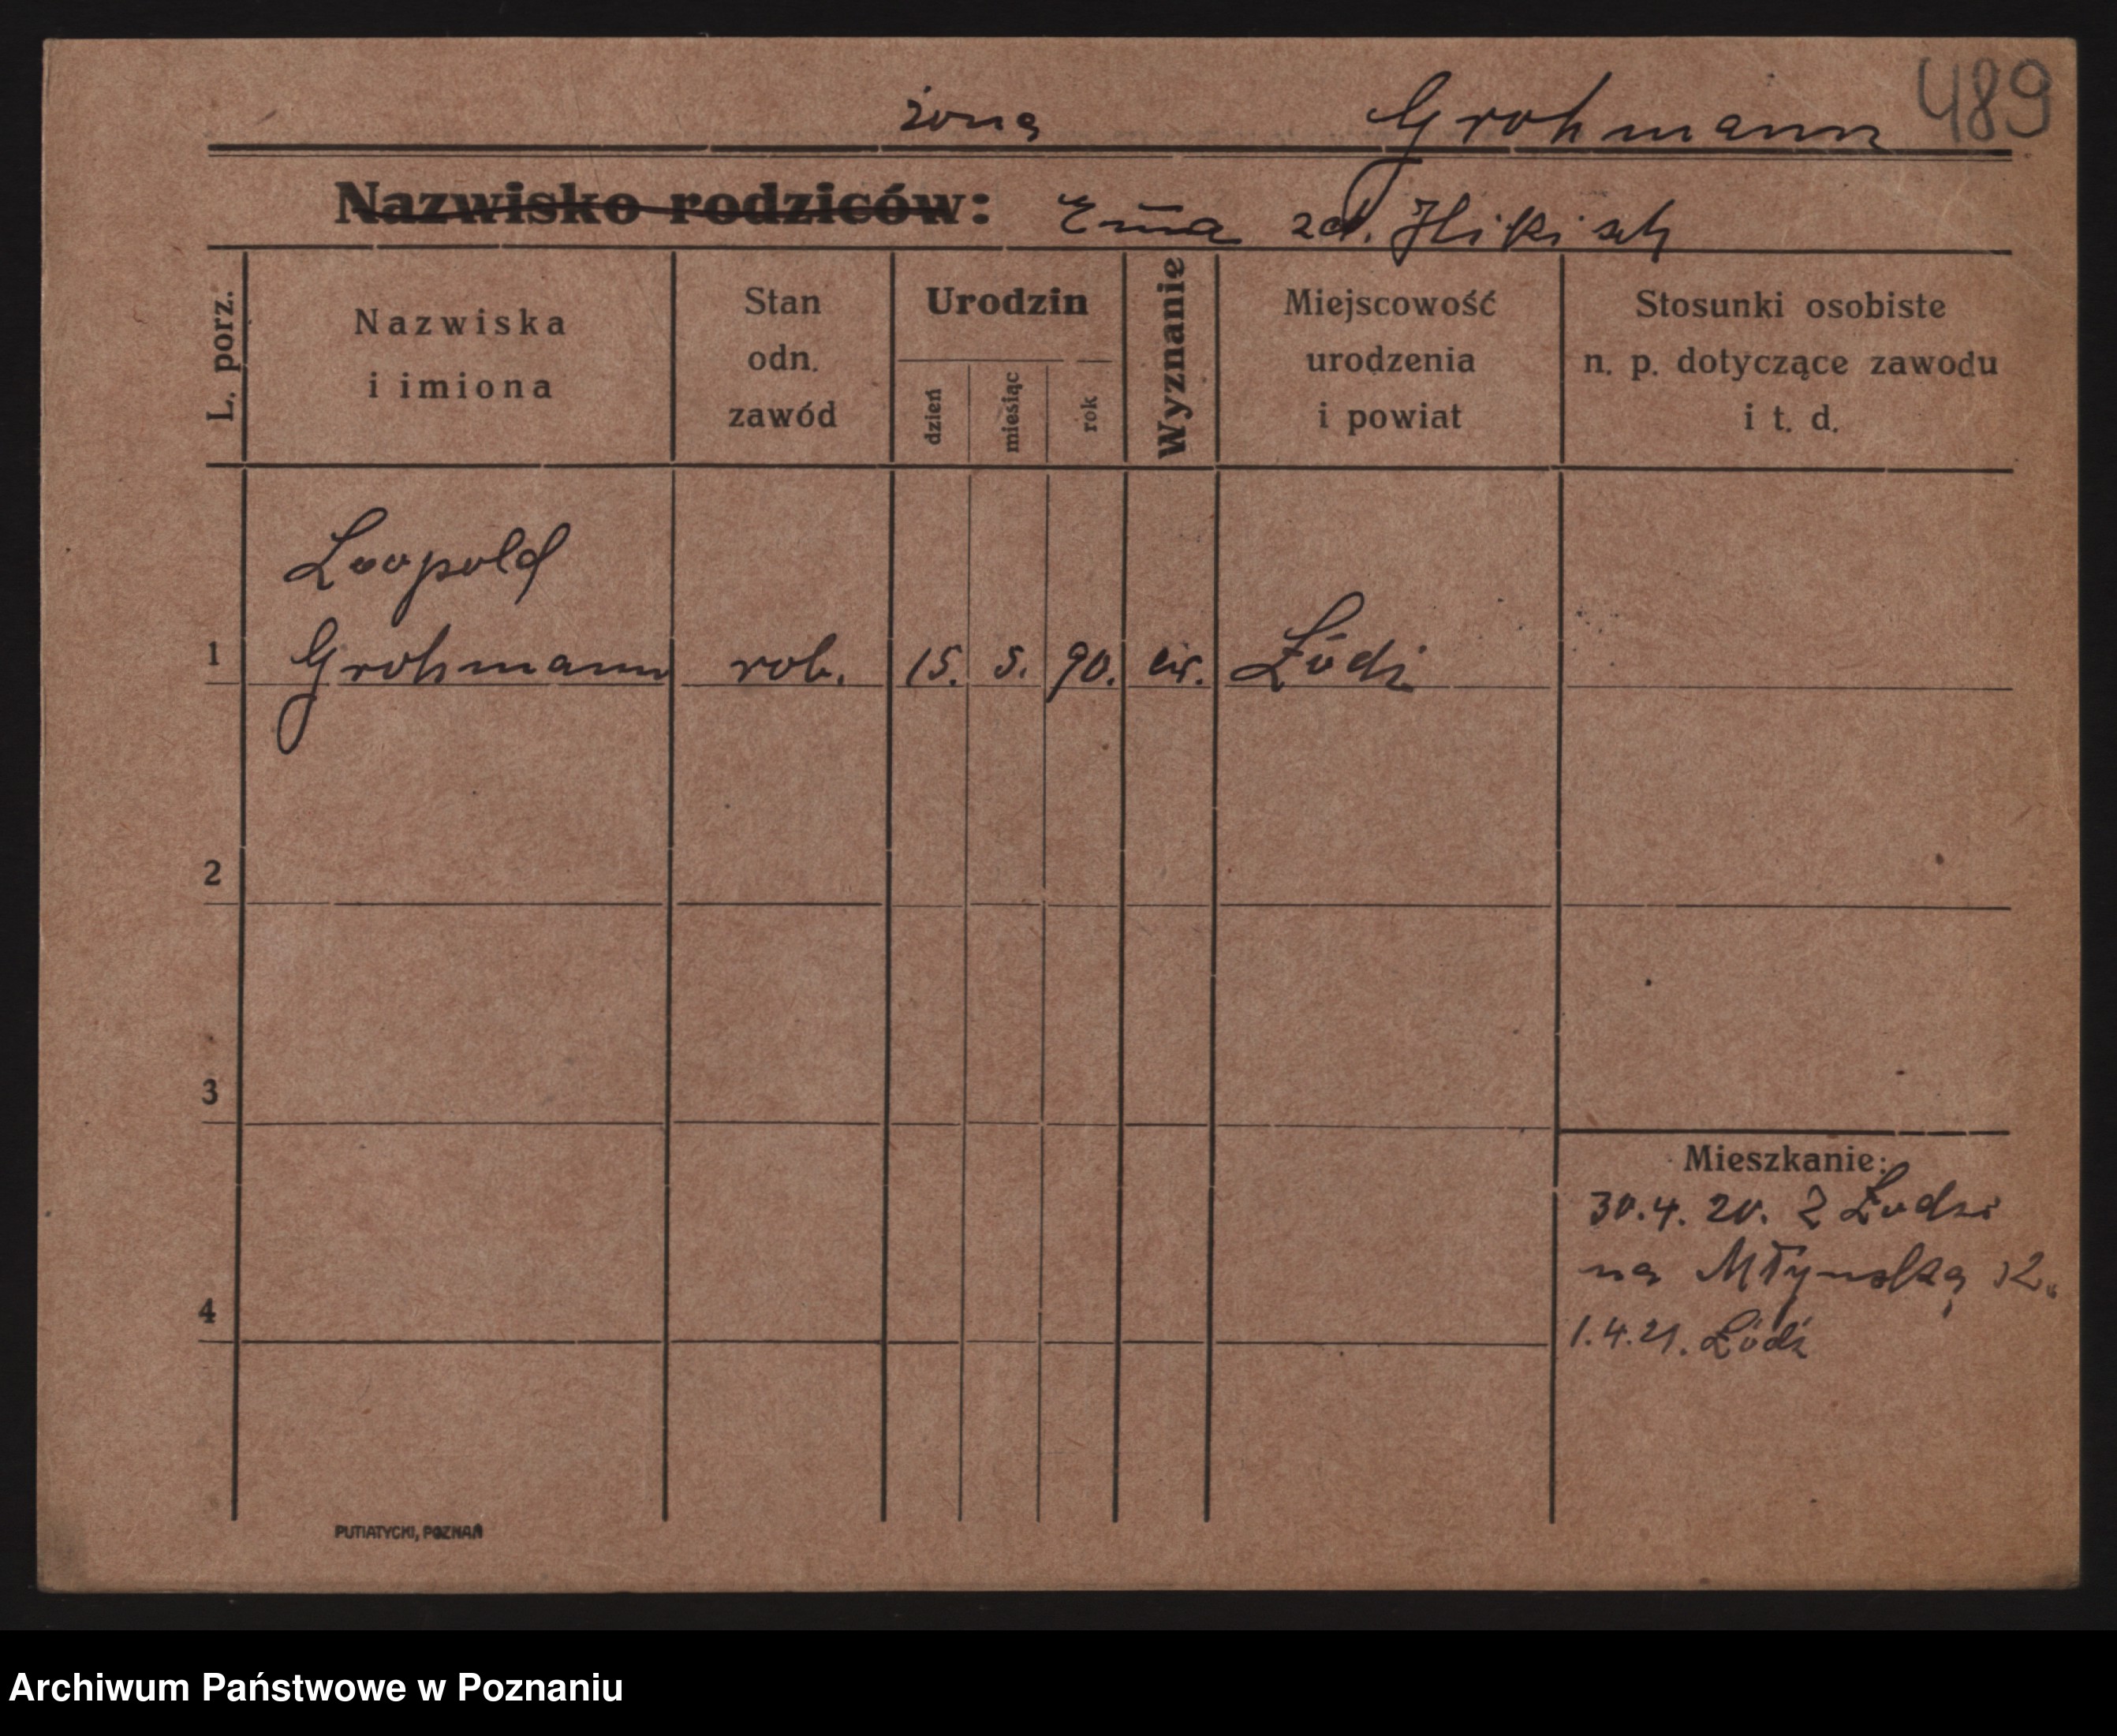 żona Grohmann 489
Nazwisko rodziców: Em̄a zd. Hikisch
L. porz.
Nazwiska
i imiona
Stan
odn.
zawód
Urodzin
dzień
miesiąc
rok
Wyznanie
Miejscowość
urodzenia
i powiat
Stosunki osobiste
n. p. dotyczące zawodu
i t. d.
Leopold
1 Grohmann rob. 15. 5. 90. ew. Łódź
2
3
4
Mieszkanie:
30.4.20. Z Łodzi
na Młyńską 12.
1.4.21. Łódź
PUTIATYCKI, POZNAŃ
Archiwum Państwowe w Poznaniu